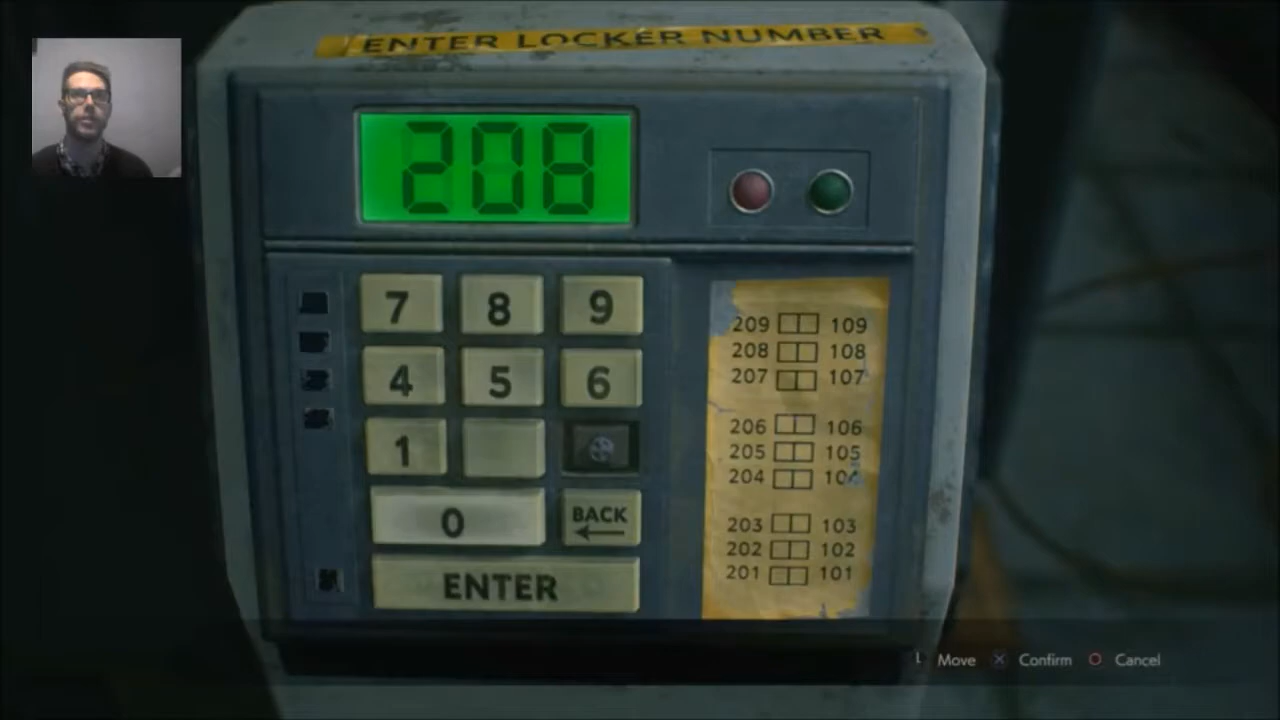 ENTER LOCKER NUMBER
208
7 8 9
4 5 6
1
0 BACK
ENTER
209 109
208 108
207 107
206 106
205 105
204
203 103
202 102
201 101
Move Confirm Cancel